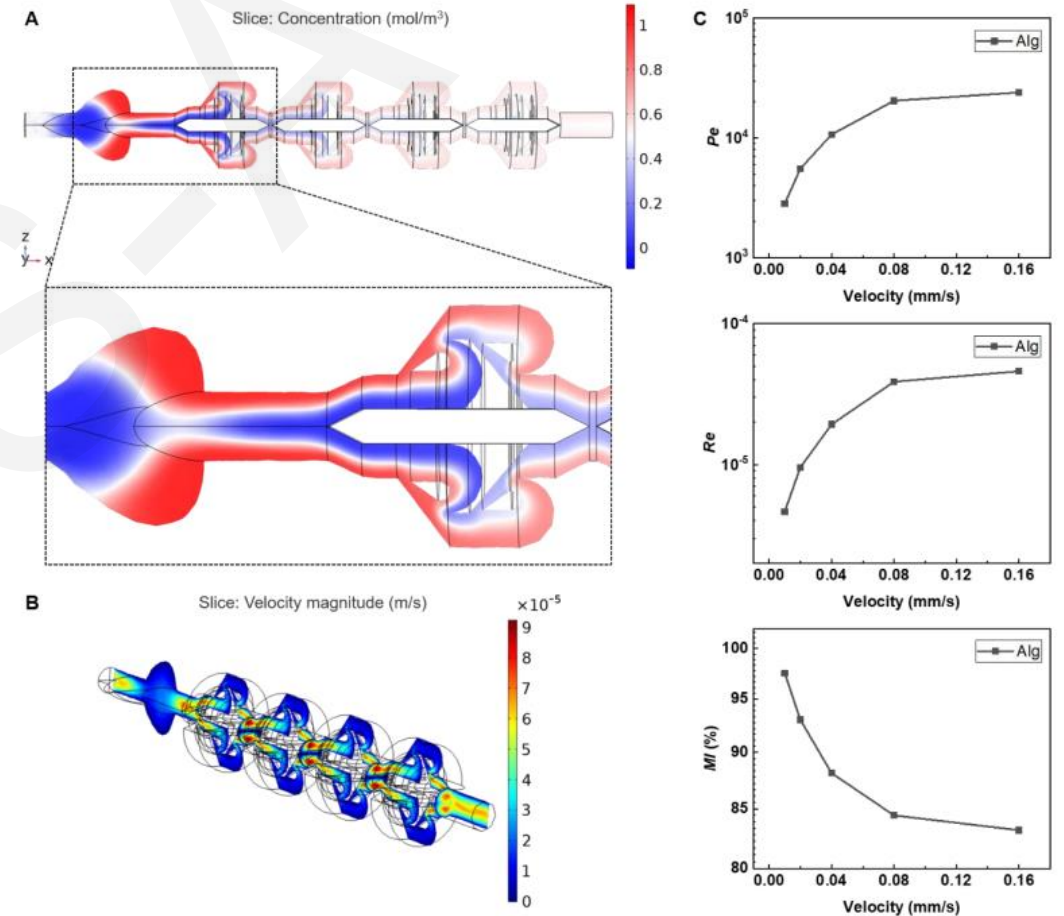 A
Slice: Concentration (mol/m³)
1
0.8
0.6
0.4
0.2
0
z
y x
B
Slice: Velocity magnitude (m/s)
×10⁻⁵
9
8
7
6
5
4
3
2
1
0
C
10⁵
10⁴
10³
Pe
Alg
0.00 0.04 0.08 0.12 0.16
Velocity (mm/s)
10⁻⁴
10⁻⁵
Re
Alg
0.00 0.04 0.08 0.12 0.16
Velocity (mm/s)
100
95
90
85
80
MI (%)
Alg
0.00 0.04 0.08 0.12 0.16
Velocity (mm/s)